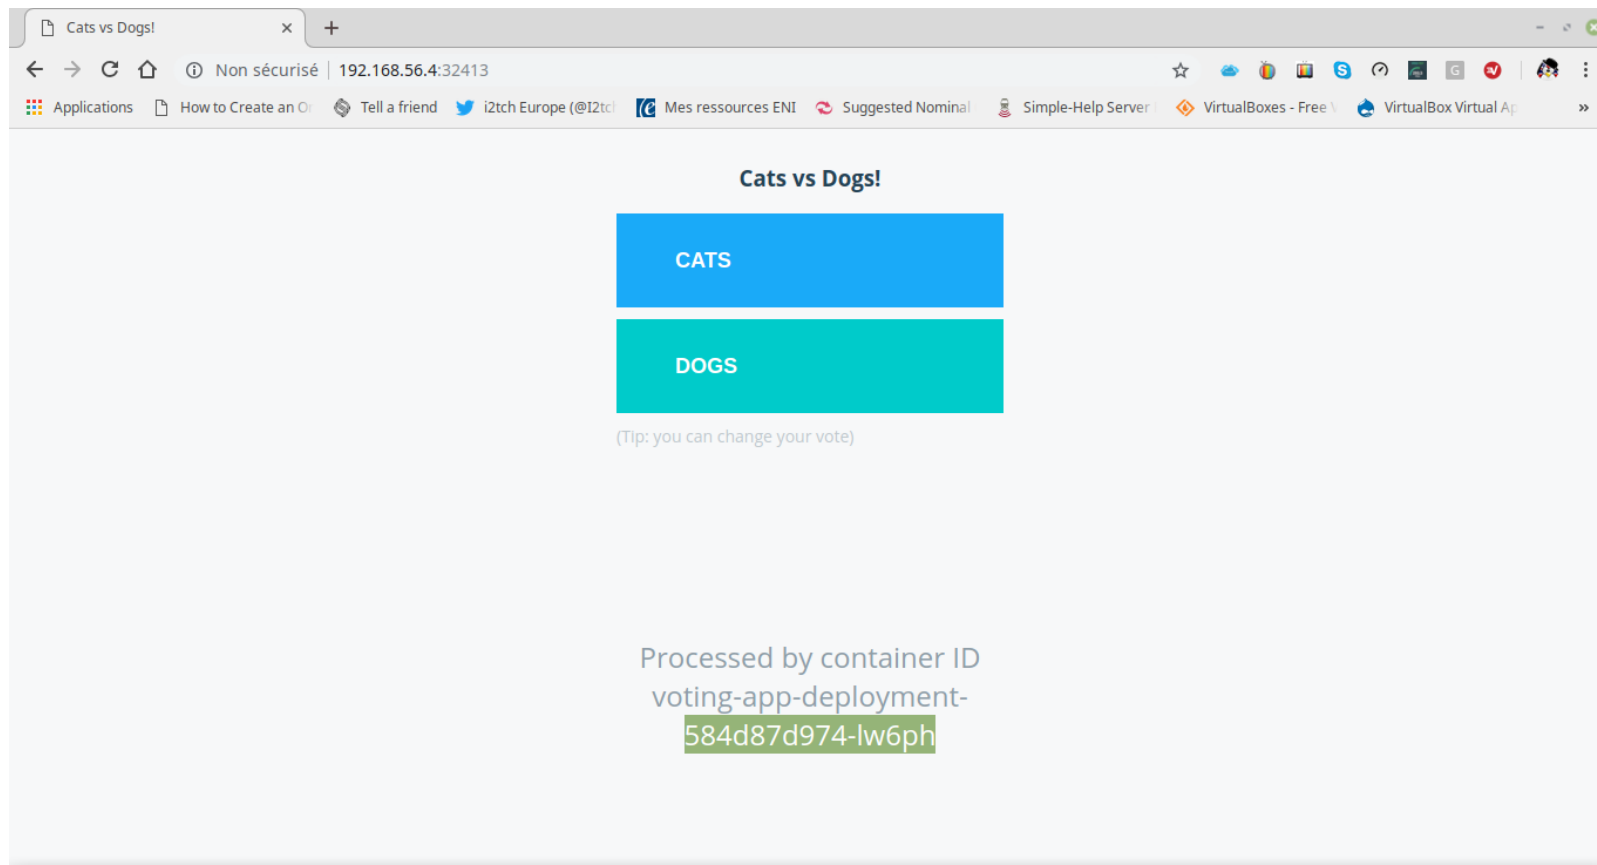 Cats vs Dogs!
Non sécurisé | 192.168.56.4:32413
Applications How to Create an Tell a friend i2tch Europe (@I2tc Mes ressources ENI Suggested Nominal Simple-Help Server VirtualBoxes - Free VirtualBox Virtual Ap »
Cats vs Dogs!
CATS
DOGS
(Tip: you can change your vote)
Processed by container ID
voting-app-deployment-
584d87d974-lw6ph